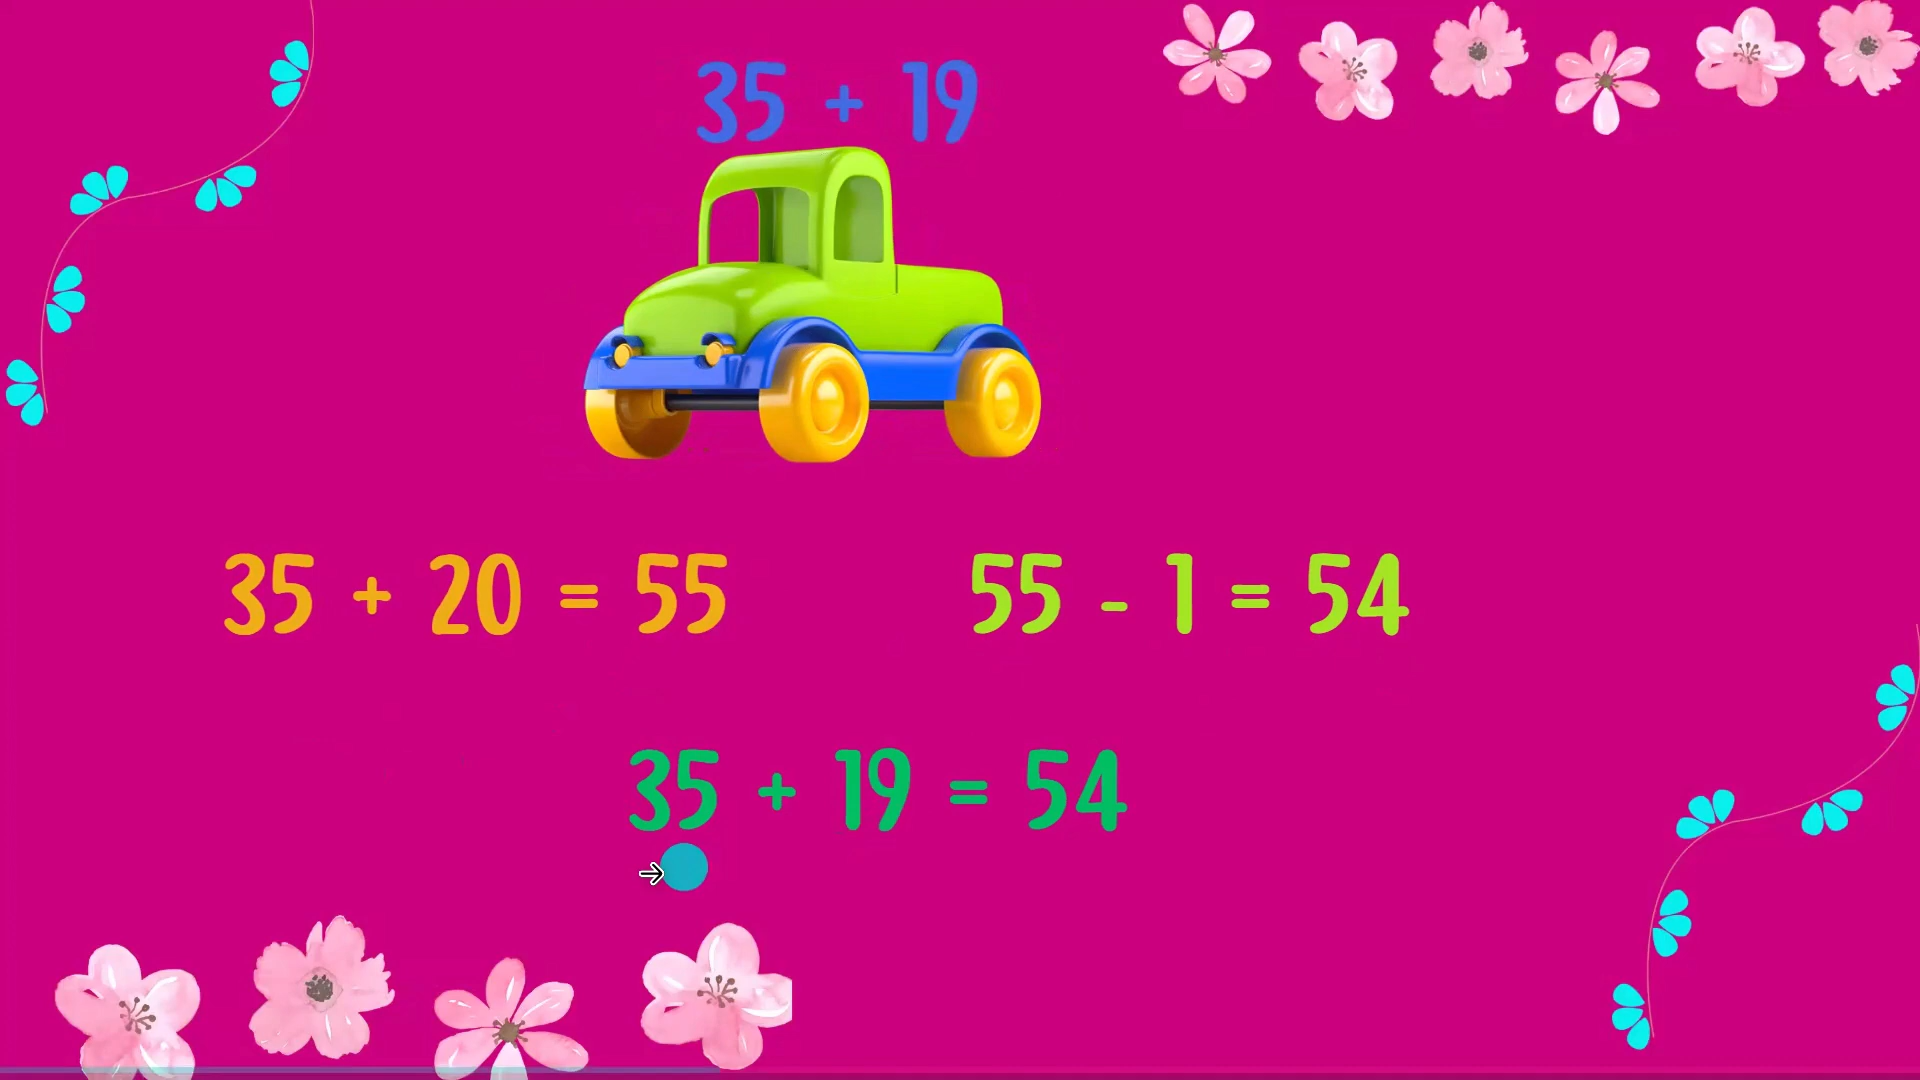 35 + 19
35 + 20 = 55
55 - 1 = 54
35 + 19 = 54